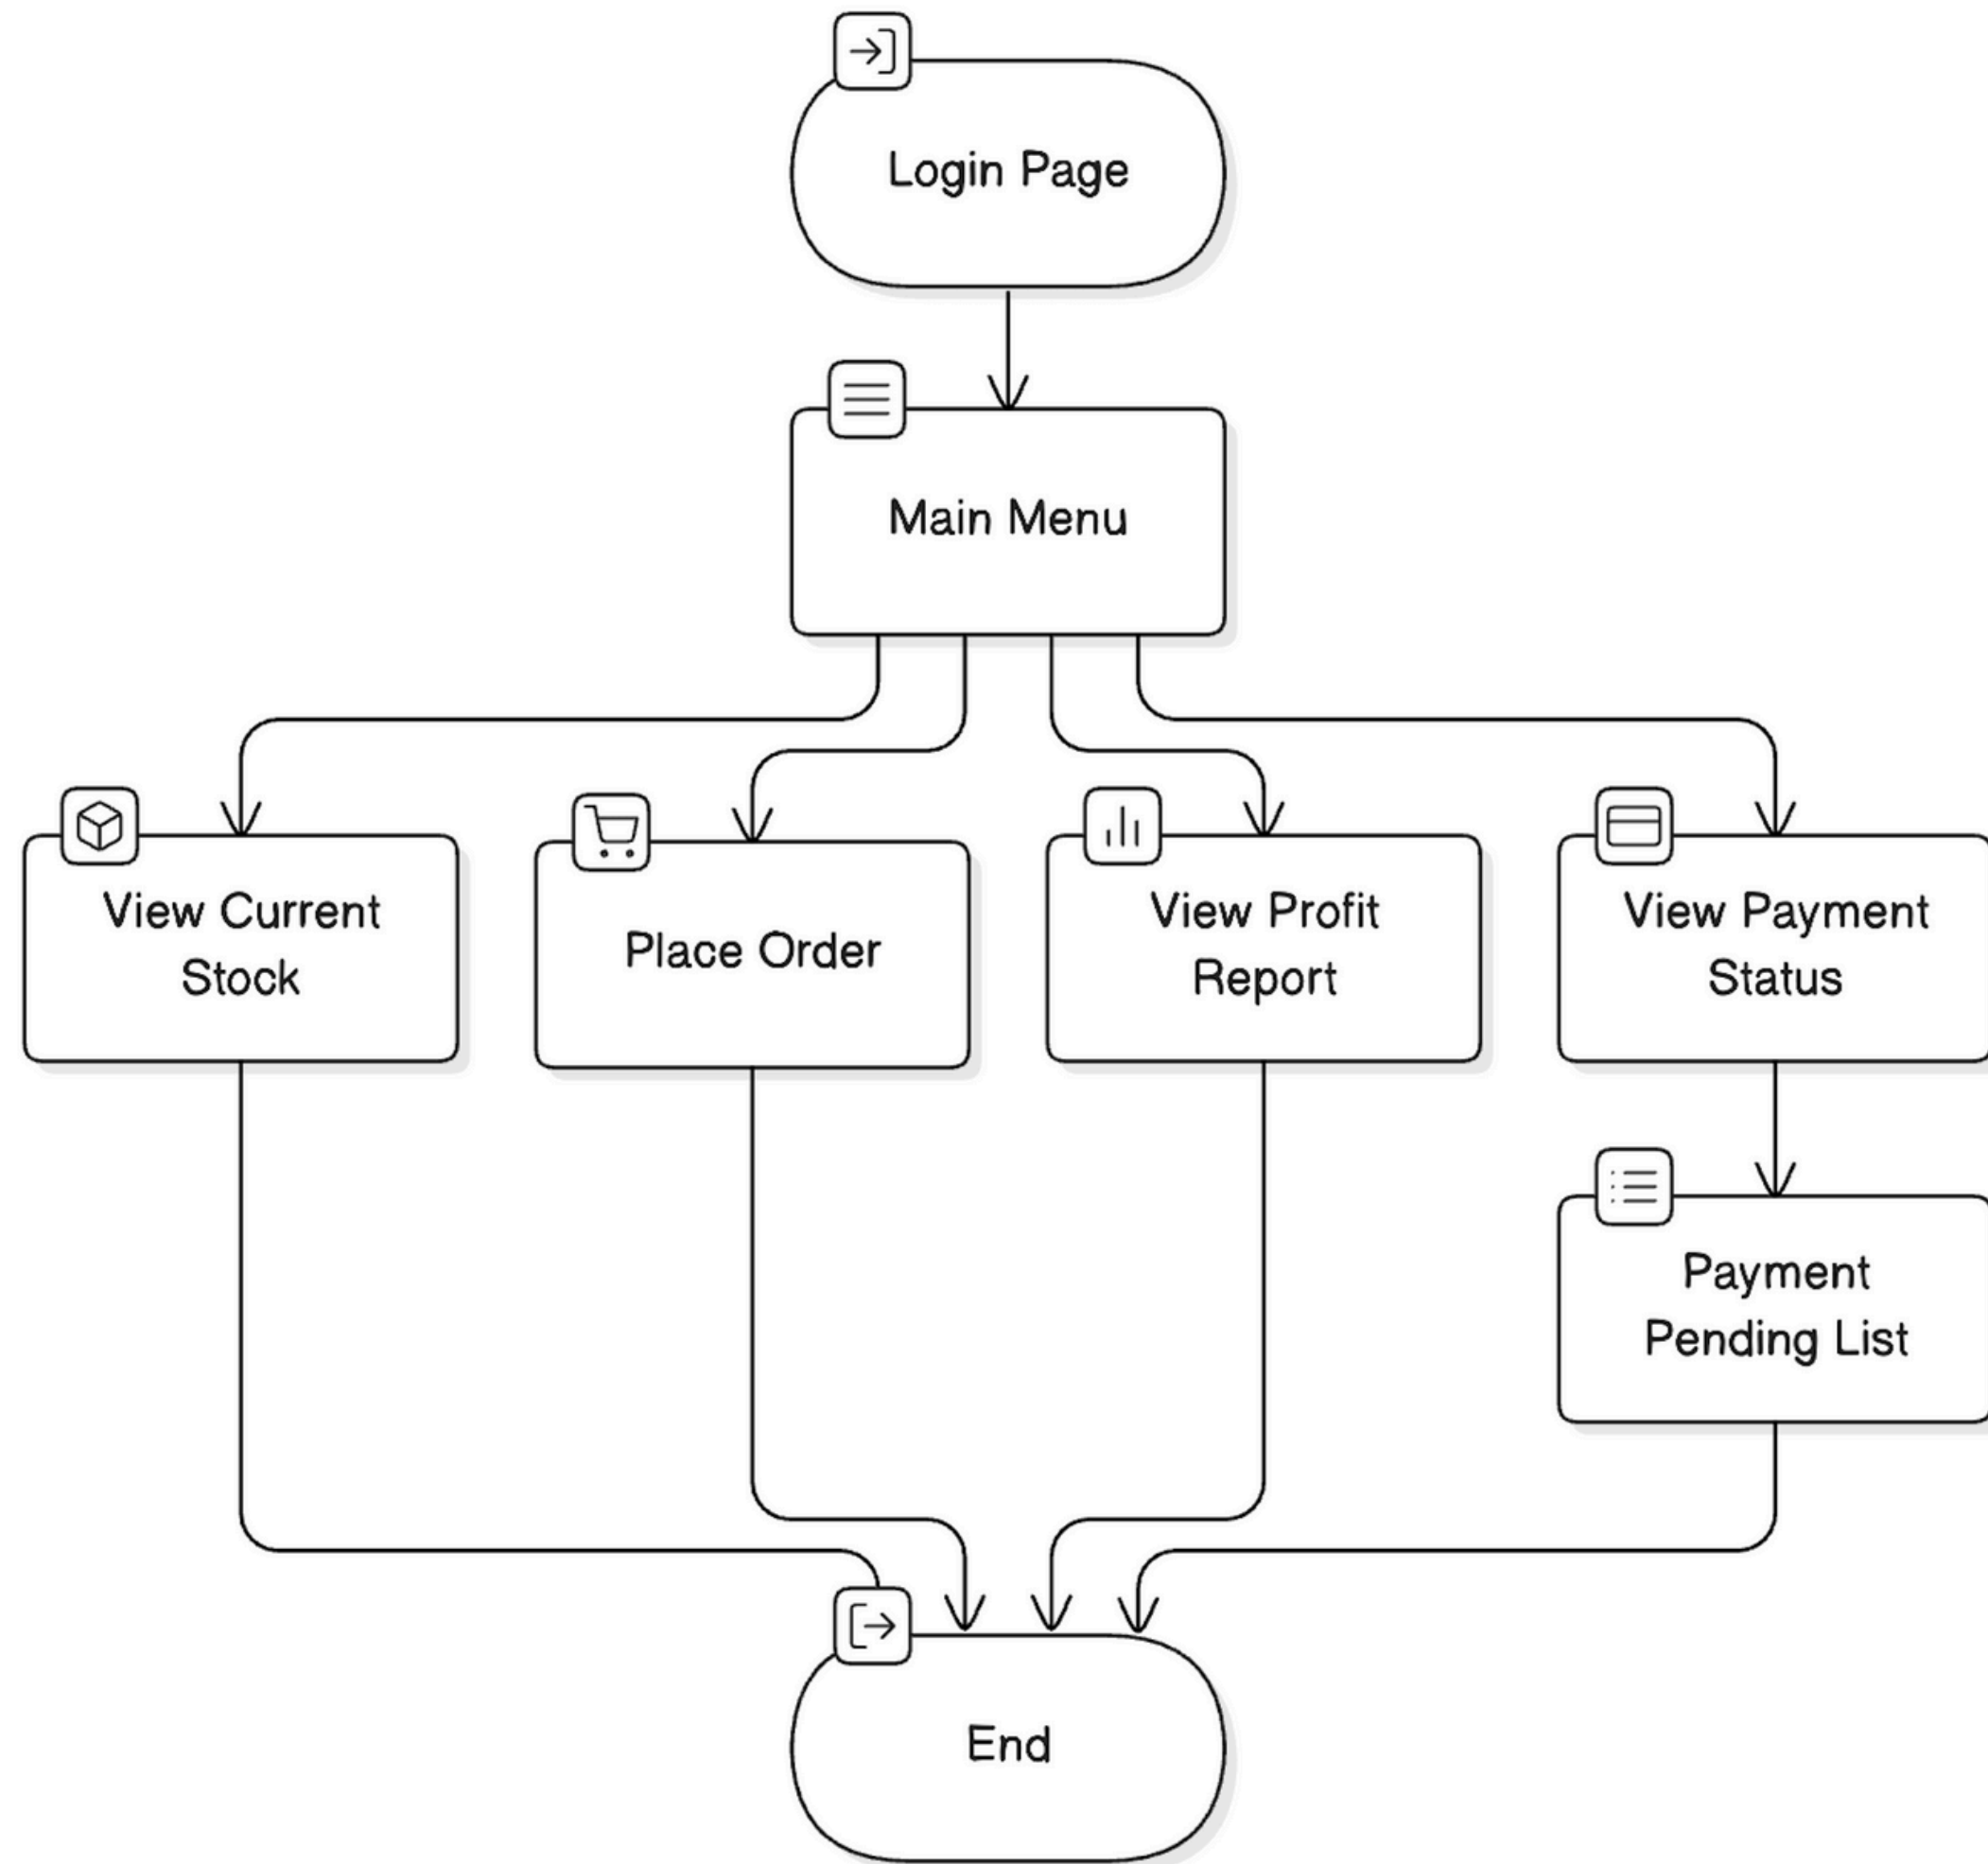 Login Page
Main Menu
View Current
Stock
Place Order
View Profit
Report
View Payment
Status
Payment
Pending List
End